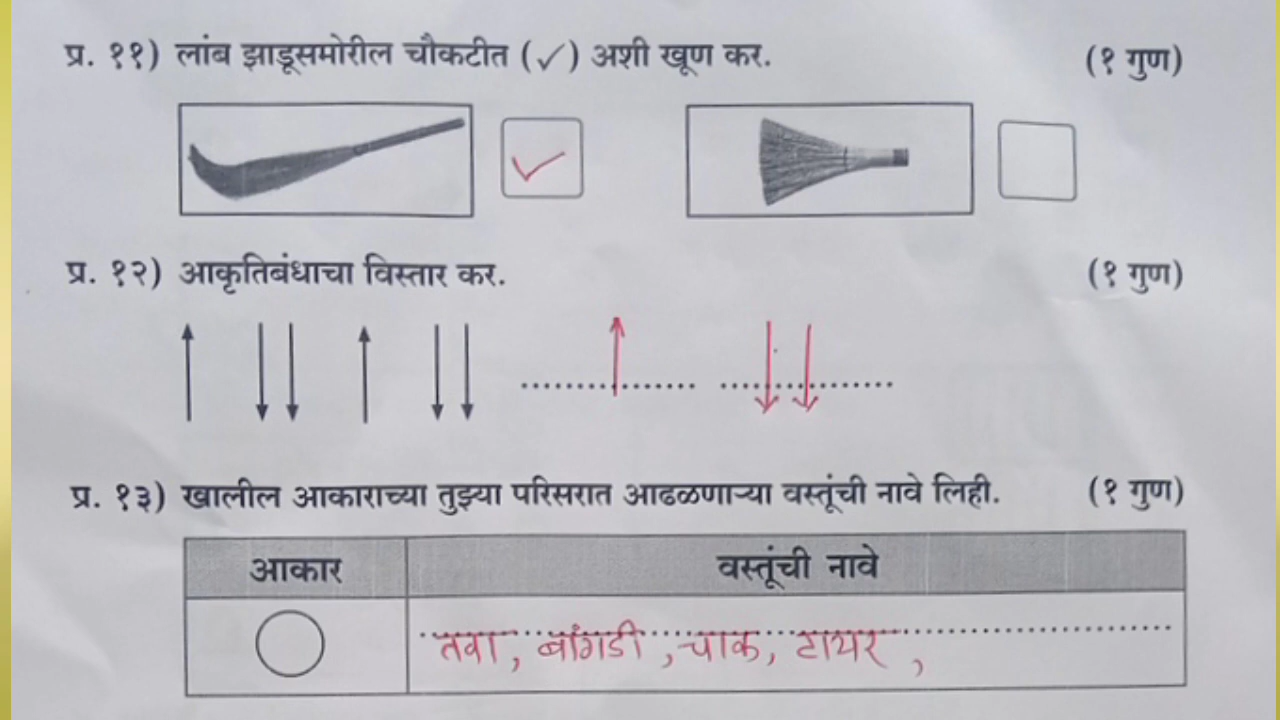 प्र. ११) लांब झाडूसमोरील चौकटीत (✓) अशी खूण कर. (१ गुण)
प्र. १२) आकृतिबंधाचा विस्तार कर. (१ गुण)
प्र. १३) खालील आकाराच्या तुझ्या परिसरात आढळणाऱ्या वस्तूंची नावे लिही. (१ गुण)
आकार वस्तूंची नावे
तवा, बांगडी, चाक, टायर,